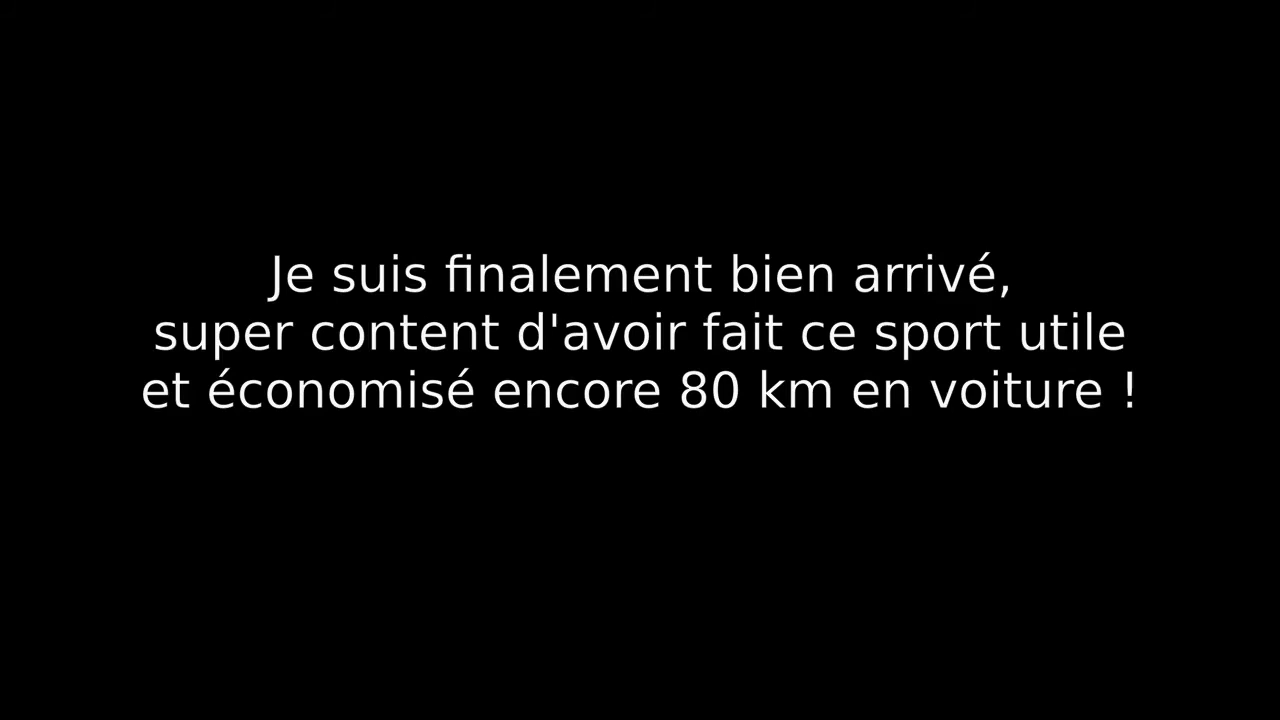 Je suis finalement bien arrivé,
super content d'avoir fait ce sport utile
et économisé encore 80 km en voiture !